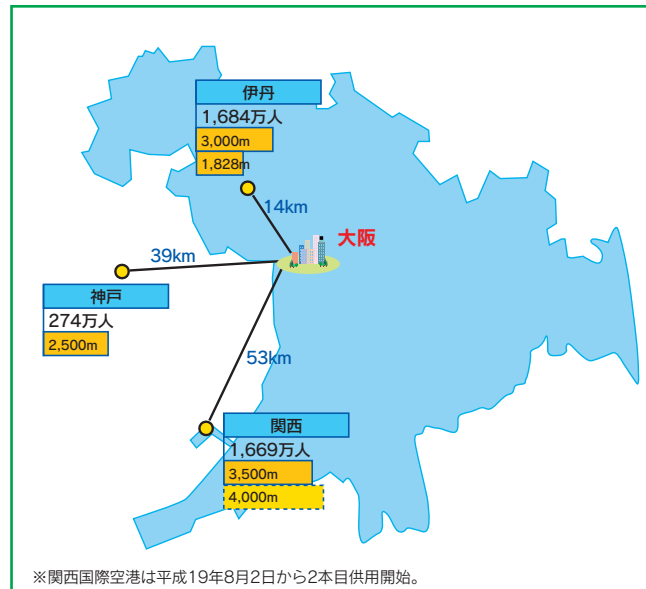 伊丹
1,684万人
3,000m
1,828m
14km
大阪
39km
神戸
274万人
2,500m
53km
関西
1,669万人
3,500m
4,000m
※関西国際空港は平成19年8月2日から2本目供用開始。